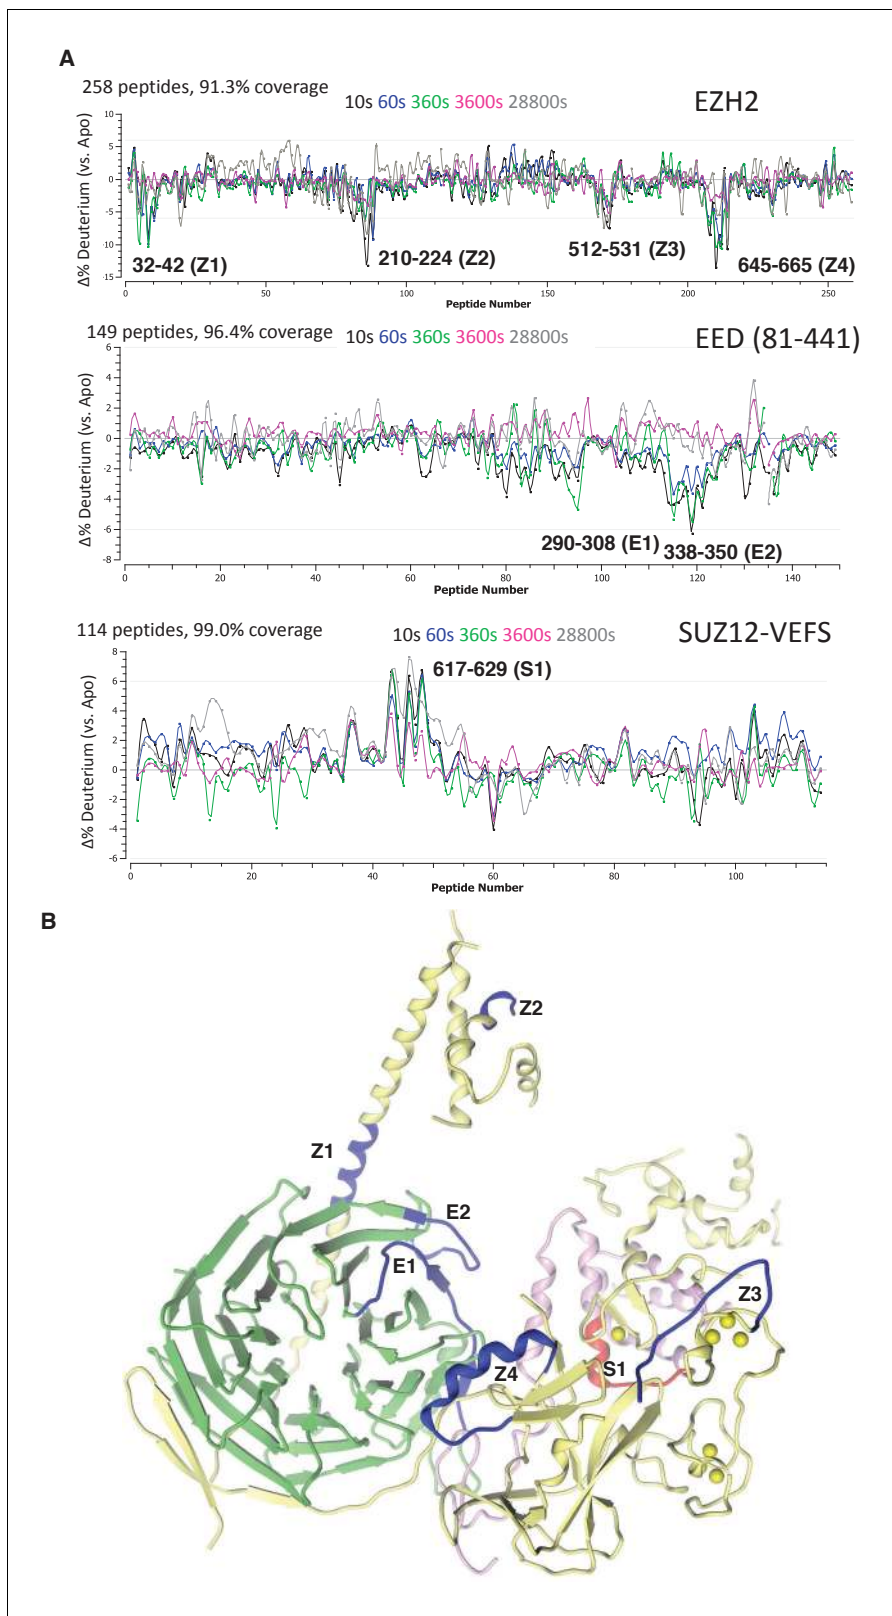 A
258 peptides, 91.3% coverage
10s 60s 360s 3600s 28800s
EZH2
Δ% Deuterium (vs. Apo)
10
5
0
-5
-10
-15
32-42 (Z1)
210-224 (Z2)
512-531 (Z3)
645-665 (Z4)
0 50 100 150 200 250
Peptide Number
149 peptides, 96.4% coverage
10s 60s 360s 3600s 28800s
EED (81-441)
Δ% Deuterium (vs. Apo)
6
4
2
0
-2
-4
-6
-8
290-308 (E1)
338-350 (E2)
0 20 40 60 80 100 120 140
Peptide Number
114 peptides, 99.0% coverage
10s 60s 360s 3600s 28800s
SUZ12-VEFS
Δ% Deuterium (vs. Apo)
8
6
4
2
0
-2
-4
-6
617-629 (S1)
0 20 40 60 80 100
Peptide Number
B
Z2
Z1
E2
E1
Z3
Z4
S1